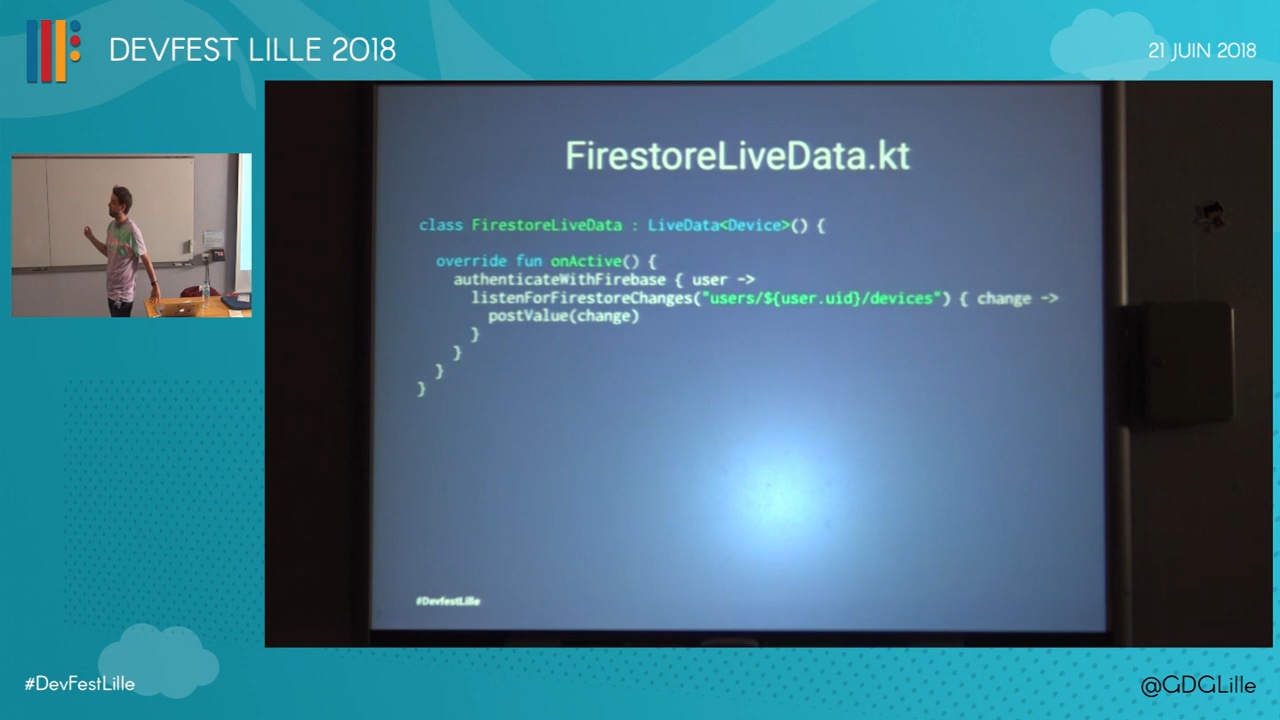 DEVFEST LILLE 2018
21 JUIN 2018
FirestoreLiveData.kt
class FirestoreLiveData : LiveData<Device>() {
override fun onActive() {
authenticateWithFirebase { user ->
listenForFirestoreChanges("users/${user.uid}/devices") { change ->
postValue(change)
}
}
}
}
#DevfestLille
#DevFestLille
@GDGLille